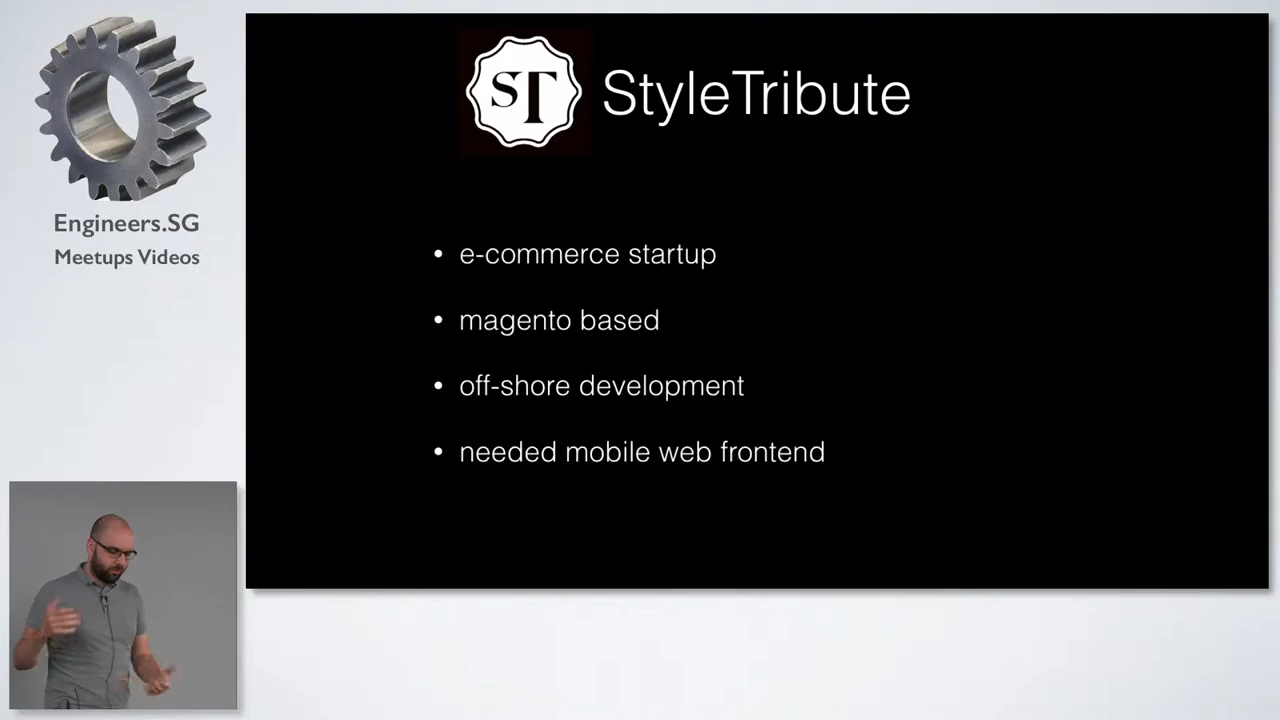 Engineers.SG
Meetups Videos
ST StyleTribute
• e-commerce startup
• magento based
• off-shore development
• needed mobile web frontend